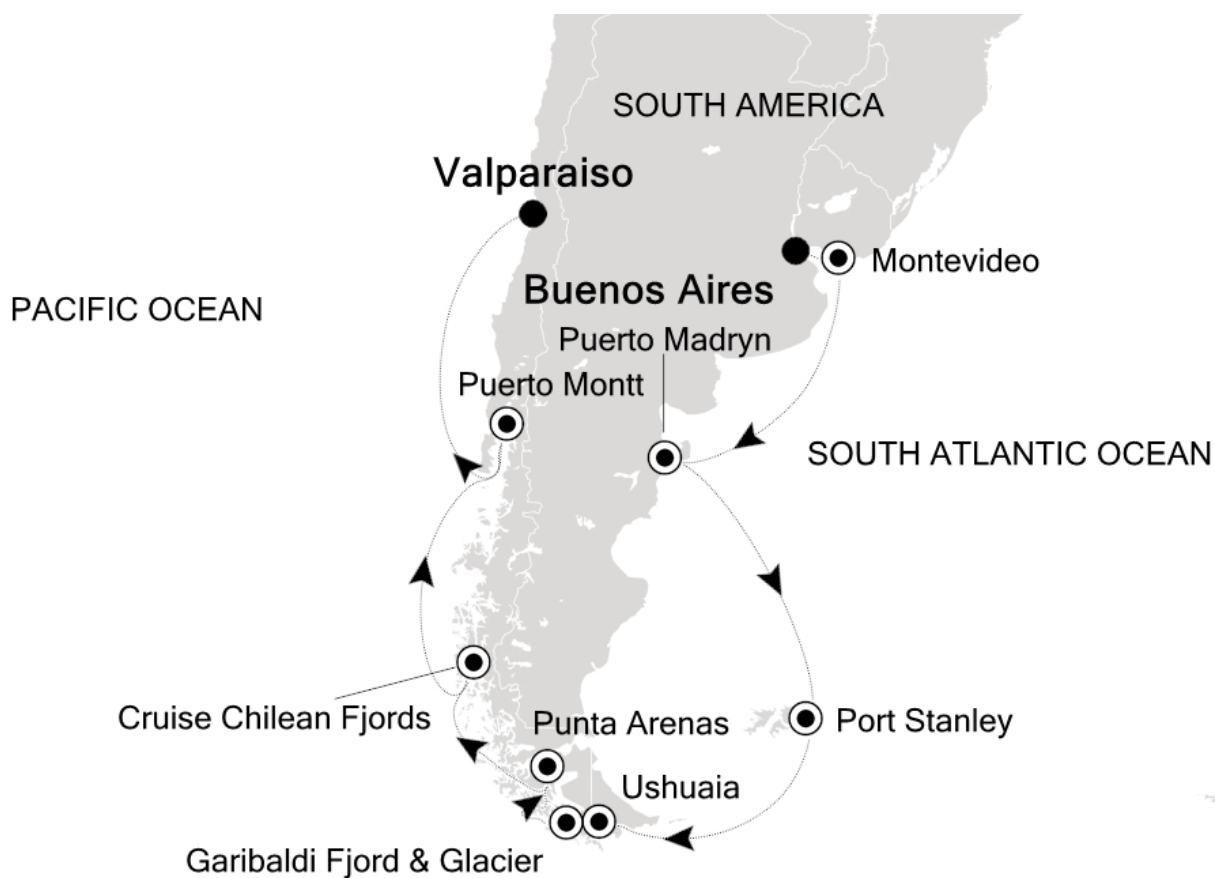 SOUTH AMERICA
Valparaiso
Montevideo
Buenos Aires
PACIFIC OCEAN
Puerto Madryn
Puerto Montt
SOUTH ATLANTIC OCEAN
Cruise Chilean Fjords
Punta Arenas
Port Stanley
Ushuaia
Garibaldi Fjord & Glacier